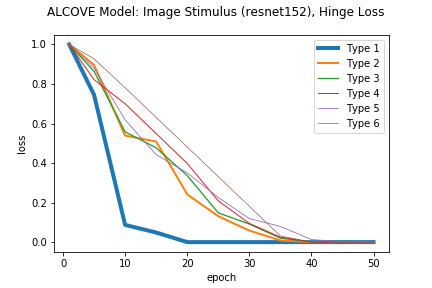 ALCOVE Model: Image Stimulus (resnet152), Hinge Loss
1.0
0.8
0.6
0.4
0.2
0.0
loss
Type 1
Type 2
Type 3
Type 4
Type 5
Type 6
0
10
20
30
40
50
epoch